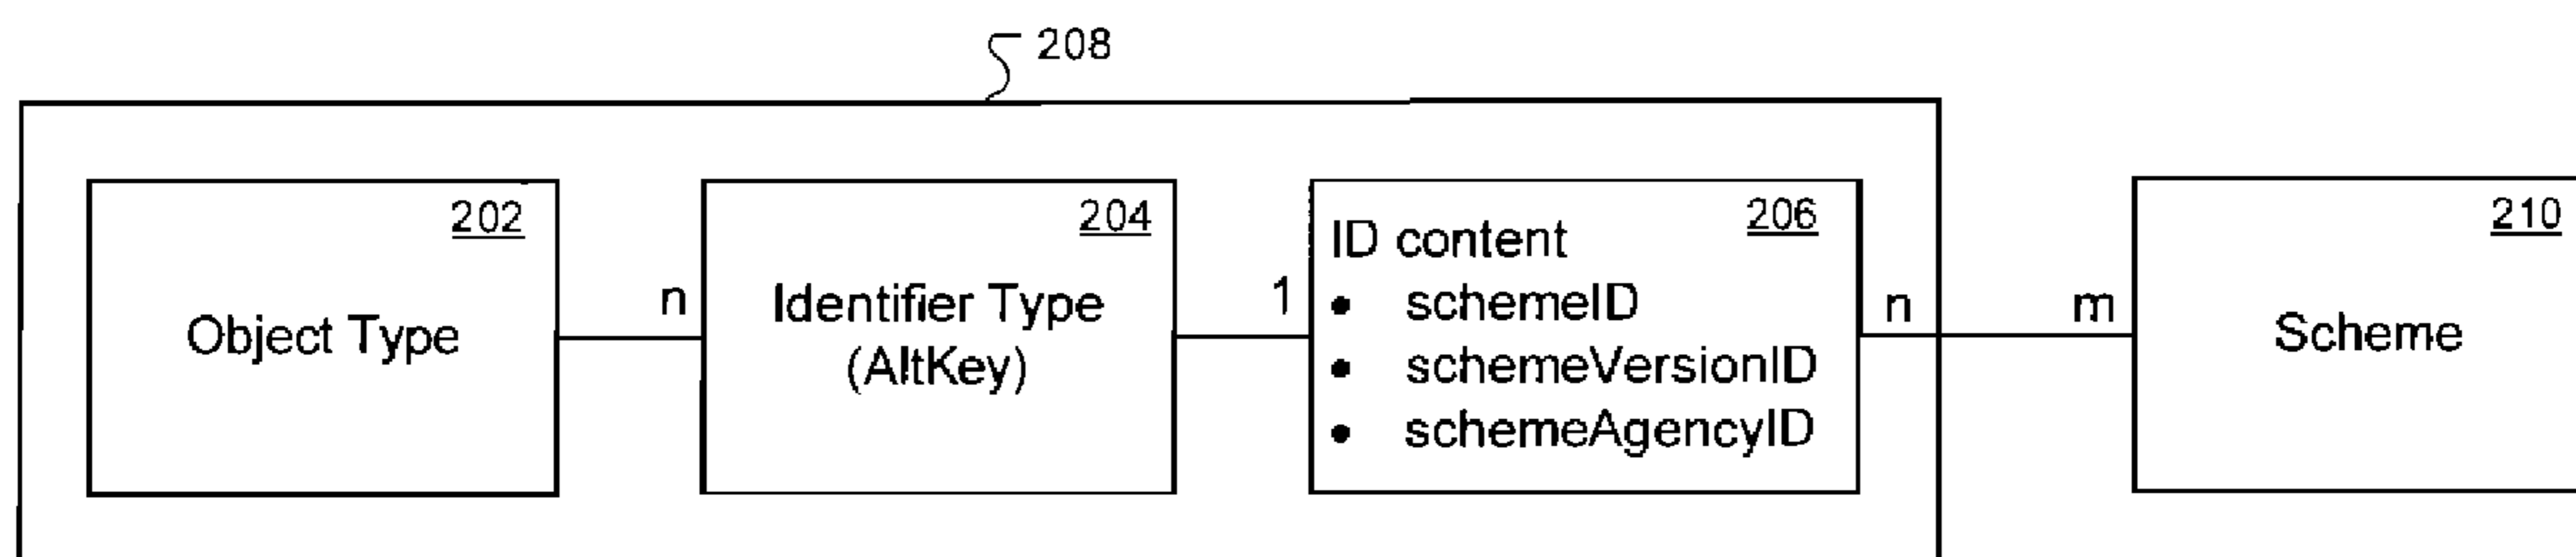 208
202
Object Type
n
204
Identifier Type
(AltKey)
1
206
ID content
• schemeID
• schemeVersionID
• schemeAgencyID
n
m
210
Scheme